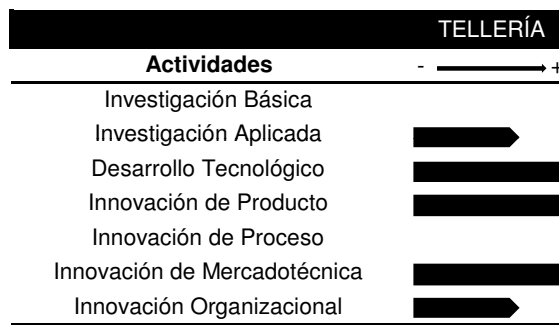 TELLERÍA
Actividades - +
Investigación Básica
Investigación Aplicada
Desarrollo Tecnológico
Innovación de Producto
Innovación de Proceso
Innovación de Mercadotécnica
Innovación Organizacional